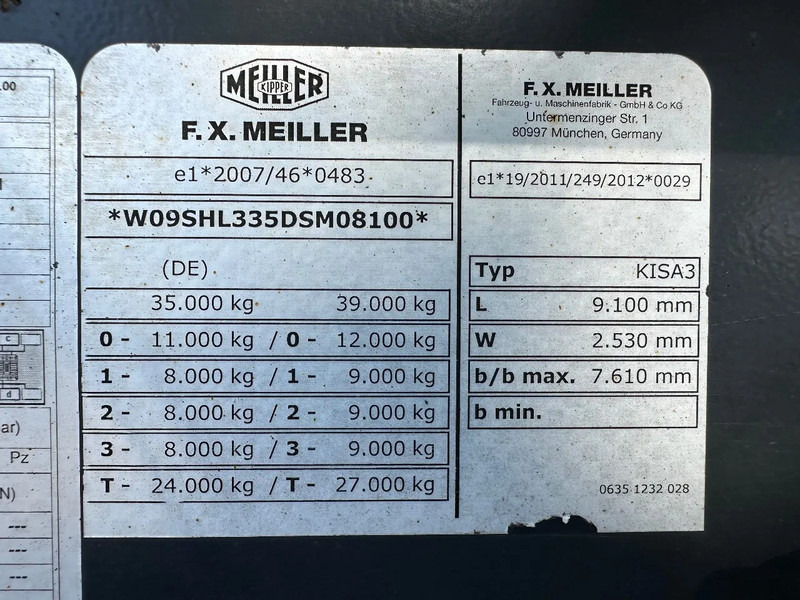 .00
c
d
ar)
Pz
N)
---
---
---
MEILLER
KIPPER
F. X. MEILLER
e1*2007/46*0483
*W09SHL335DSM08100*
(DE)
35.000 kg 39.000 kg
0 - 11.000 kg / 0 - 12.000 kg
1 - 8.000 kg / 1 - 9.000 kg
2 - 8.000 kg / 2 - 9.000 kg
3 - 8.000 kg / 3 - 9.000 kg
T - 24.000 kg / T - 27.000 kg
F. X. MEILLER
Fahrzeug- u. Maschinenfabrik - GmbH & Co KG
Untermenzinger Str. 1
80997 München, Germany
e1*19/2011/249/2012*0029
Typ KISA3
L 9.100 mm
W 2.530 mm
b/b max. 7.610 mm
b min.
0635 1232 028